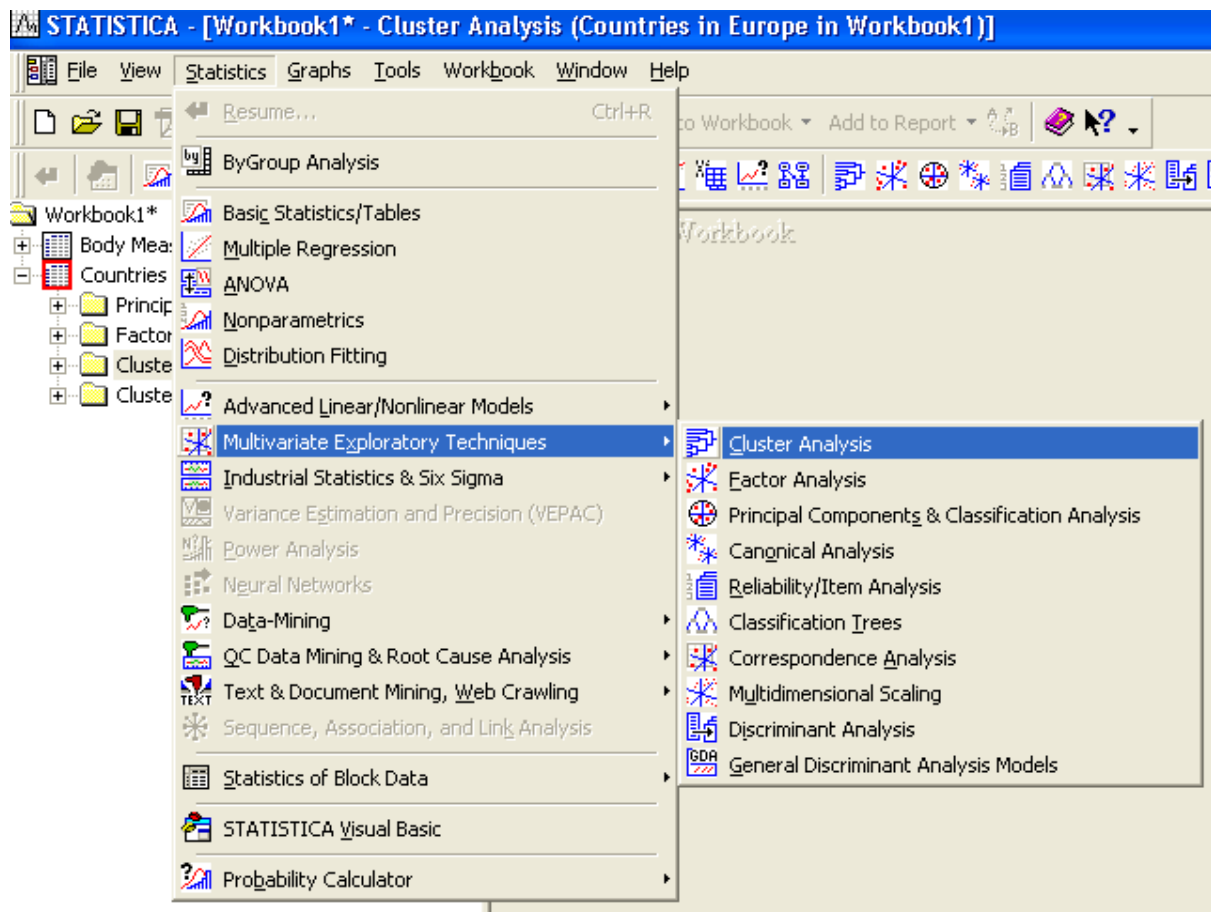 STATISTICA - [Workbook1* - Cluster Analysis (Countries in Europe in Workbook1)]
File View Statistics Graphs Tools Workbook Window Help
Resume... Ctrl+R
to Workbook Add to Report
ByGroup Analysis
Workbook1*
Body Mea
Countries
Princip
Factor
Cluste
Cluste
Basic Statistics/Tables
Multiple Regression
ANOVA
Nonparametrics
Distribution Fitting
Advanced Linear/Nonlinear Models
Multivariate Exploratory Techniques
Industrial Statistics & Six Sigma
Variance Estimation and Precision (VEPAC)
Power Analysis
Neural Networks
Data-Mining
QC Data Mining & Root Cause Analysis
Text & Document Mining, Web Crawling
Sequence, Association, and Link Analysis
Statistics of Block Data
STATISTICA Visual Basic
Probability Calculator
Workbook
Cluster Analysis
Factor Analysis
Principal Components & Classification Analysis
Canonical Analysis
Reliability/Item Analysis
Classification Trees
Correspondence Analysis
Multidimensional Scaling
Discriminant Analysis
General Discriminant Analysis Models